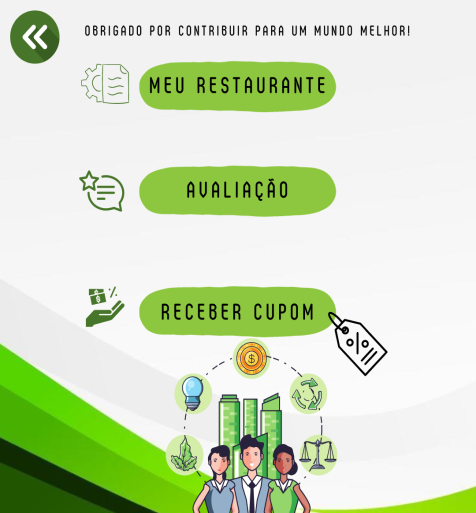 OBRIGADO POR CONTRIBUIR PARA UM MUNDO MELHOR!
MEU RESTAURANTE
AVALIAÇÃO
%
$
RECEBER CUPOM
%
$